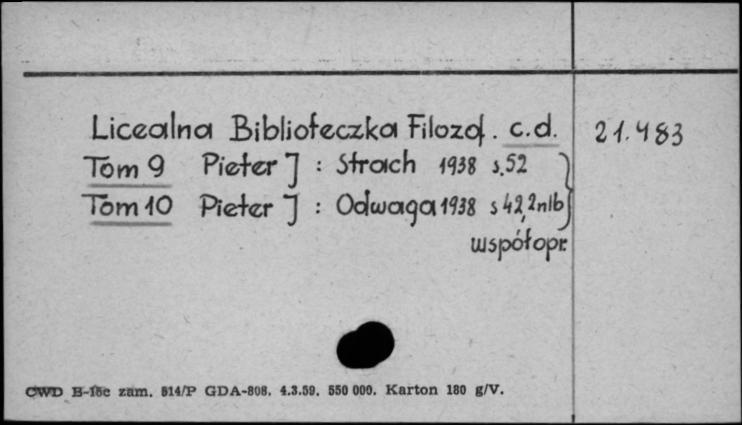 Licealna Biblioteczka Filozof. c.d. 21.483
Tom 9 Pieter J : Strach 1938 s.52
Tom 10 Pieter J : Odwaga 1938 s 42, 2nlb
współopr.
CWD B-15c zam. 814/P GDA-808. 4.3.59. 550 000. Karton 180 g/V.